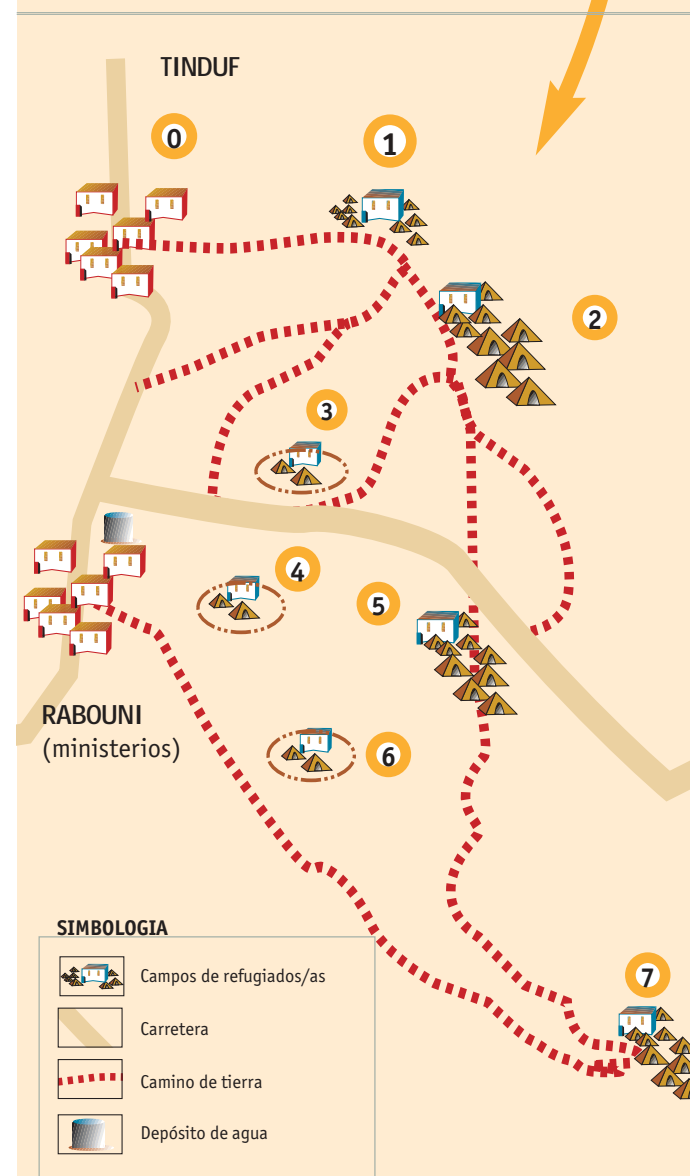 TINDUF
0
1
2
3
4
5
RABOUNI
(ministerios)
6
SIMBOLOGIA
Campos de refugiados/as
7
Carretera
Camino de tierra
Depósito de agua